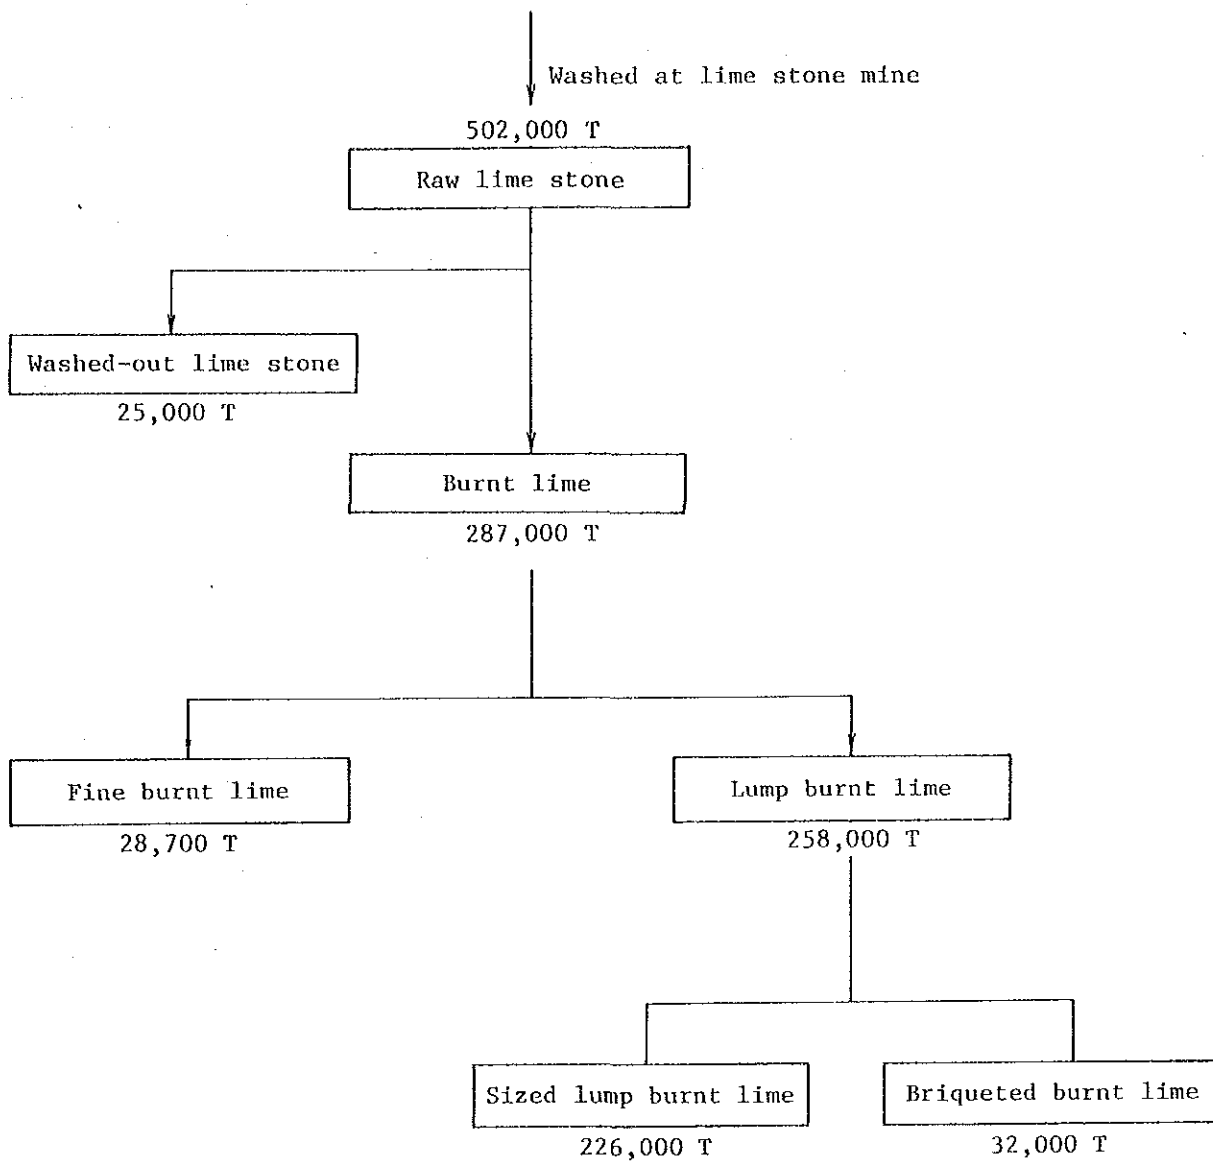 Washed at lime stone mine
502,000 T
Raw lime stone
Washed-out lime stone
25,000 T
Burnt lime
287,000 T
Fine burnt lime
28,700 T
Lump burnt lime
258,000 T
Sized lump burnt lime
226,000 T
Briqueted burnt lime
32,000 T